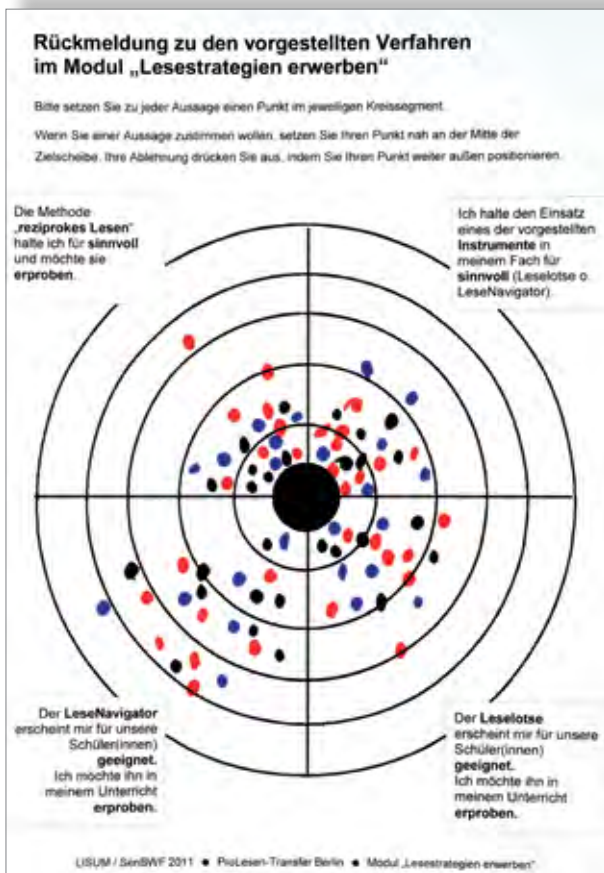 Rückmeldung zu den vorgestellten Verfahren
im Modul „Lesestrategien erwerben“
Bitte setzen Sie zu jeder Aussage einen Punkt im jeweiligen Kreissegment.
Wenn Sie einer Aussage zustimmen wollen, setzen Sie Ihren Punkt nah an der Mitte der
Zielscheibe. Ihre Ablehnung drücken Sie aus, indem Sie Ihren Punkt weiter außen positionieren.
Die Methode
„reziprokes Lesen“
halte ich für sinnvoll
und möchte sie
erproben.
Ich halte den Einsatz
eines der vorgestellten
Instrumente in
meinem Fach für
sinnvoll (Leselotse o.
LeseNavigator).
Der LeseNavigator
erscheint mir für unsere
Schüler(innen)
geeignet.
Ich möchte ihn in
meinem Unterricht
erproben.
Der Leselotse
erscheint mir für unsere
Schüler(innen)
geeignet.
Ich möchte ihn in
meinem Unterricht
erproben.
LISUM / SenBWF 2011 ● ProLesen-Transfer Berlin ● Modul „Lesestrategien erwerben“